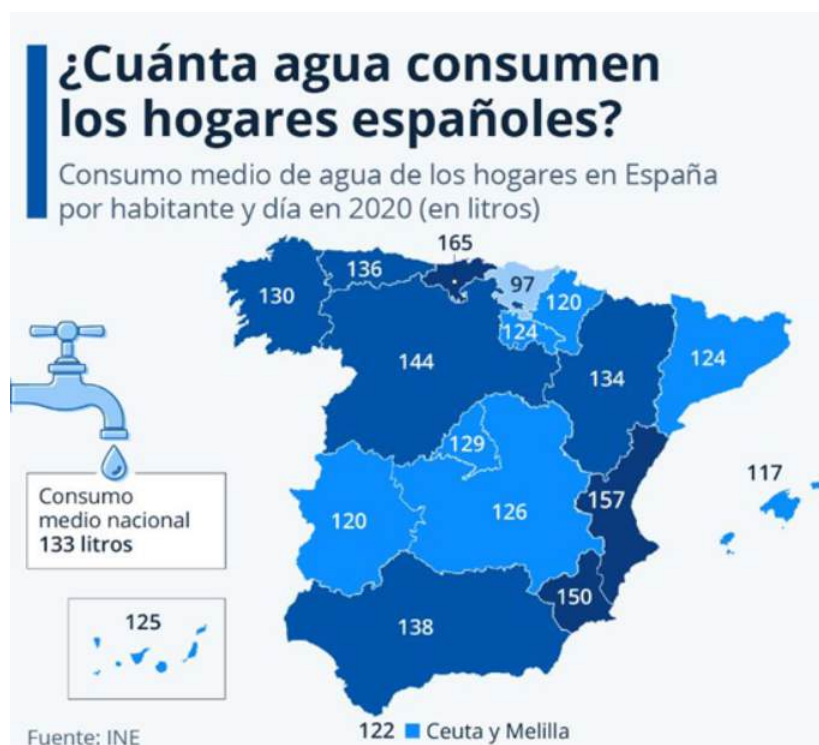 ¿Cuánta agua consumen
los hogares españoles?
Consumo medio de agua de los hogares en España
por habitante y día en 2020 (en litros)
165
136
97
130
120
124
144
134
124
129
117
Consumo
medio nacional
133 litros
157
120
126
125
150
138
122 Ceuta y Melilla
Fuente: INE